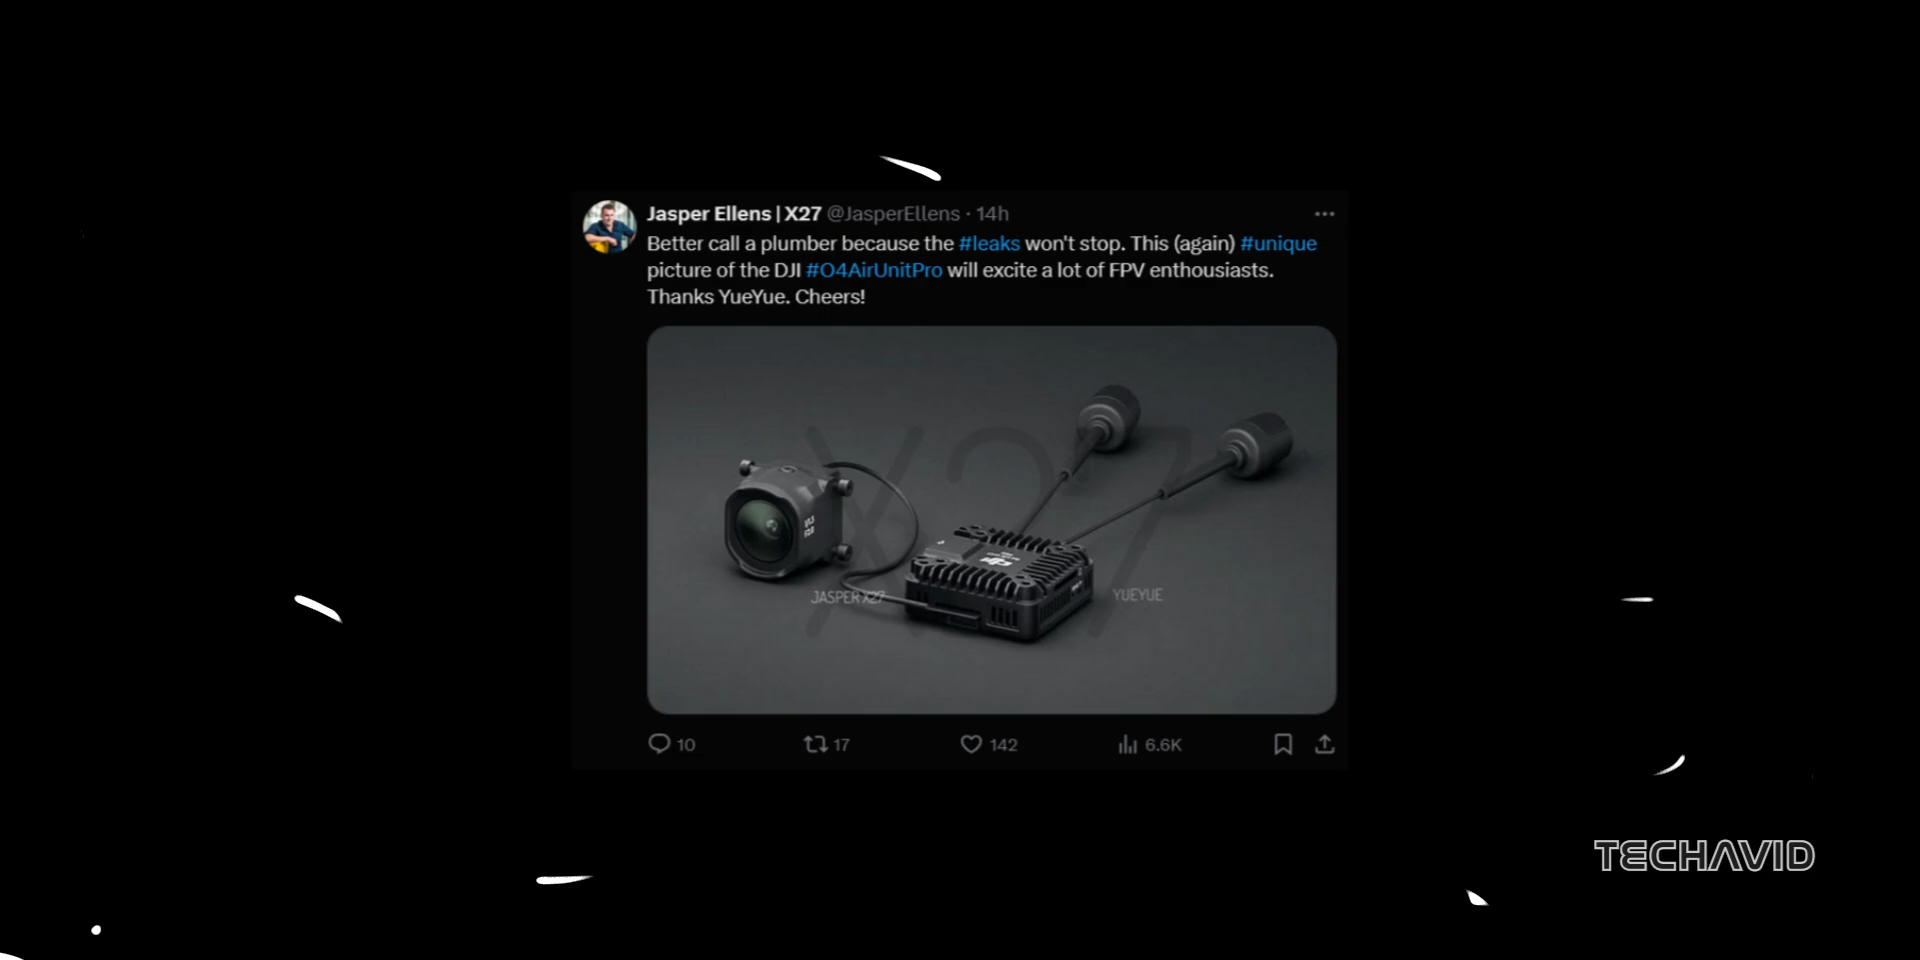 Jasper Ellens | X27 @JasperEllens · 14h
Better call a plumber because the #leaks won't stop. This (again) #unique
picture of the DJI #O4AirUnitPro will excite a lot of FPV enthousiasts.
Thanks YueYue. Cheers!
X27
dji
JASPER X27
YUEYUE
10 17 142 6.6K
TECHAVID